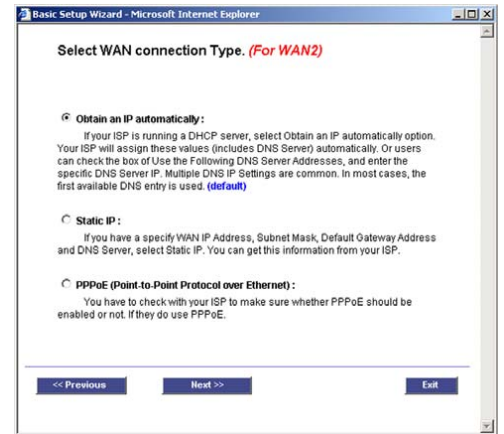 Basic Setup Wizard - Microsoft Internet Explorer
Select WAN connection Type. (For WAN2)
Obtain an IP automatically :
If your ISP is running a DHCP server, select Obtain an IP automatically option.
Your ISP will assign these values (includes DNS Server) automatically. Or users
can check the box of Use the Following DNS Server Addresses, and enter the
specific DNS Server IP. Multiple DNS IP Settings are common. In most cases, the
first available DNS entry is used. (default)
Static IP :
If you have a specify WAN IP Address, Subnet Mask, Default Gateway Address
and DNS Server, select Static IP. You can get this information from your ISP.
PPPoE (Point-to-Point Protocol over Ethernet) :
You have to check with your ISP to make sure whether PPPoE should be
enabled or not. If they do use PPPoE.
<< Previous
Next >>
Exit